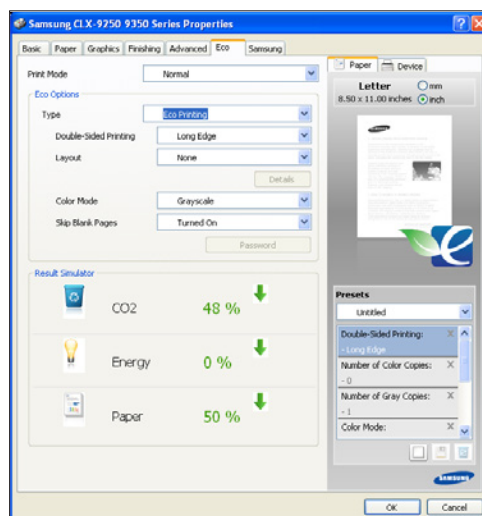 Samsung CLX-9250 9350 Series Properties
Basic Paper Graphics Finishing Advanced Eco Samsung
Print Mode Normal
Eco Options
Type Eco Printing
Double-Sided Printing Long Edge
Layout None
Details
Color Mode Grayscale
Skip Blank Pages Turned On
Password
Result Simulator
CO2 48 %
Energy 0 %
Paper 50 %
Paper Device
Letter mm
8.50 x 11.00 inches inch
Presets
Untitled
Double-Sided Printing:
- Long Edge
Number of Color Copies:
- 0
Number of Gray Copies:
- 1
Color Mode:
SAMSUNG
OK Cancel